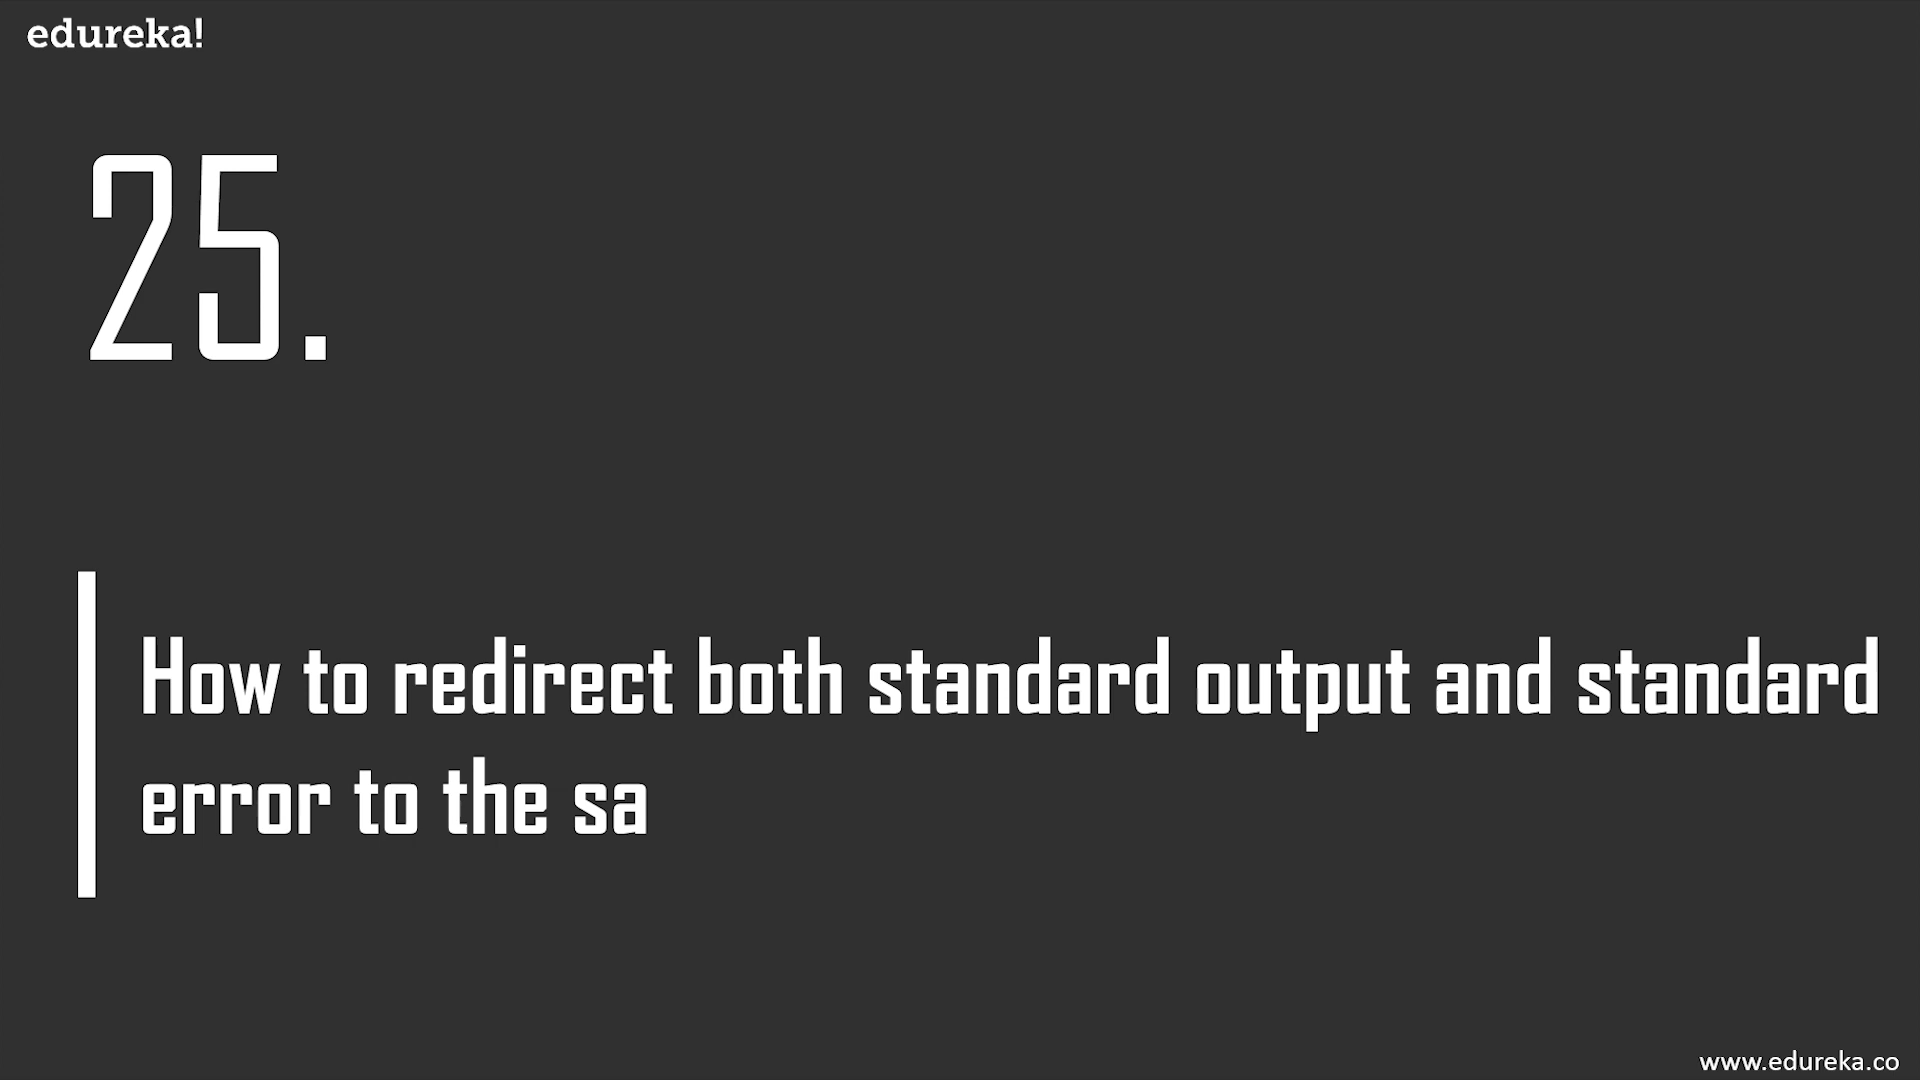 edureka!
25.
How to redirect both standard output and standard
error to the sa
www.edureka.co